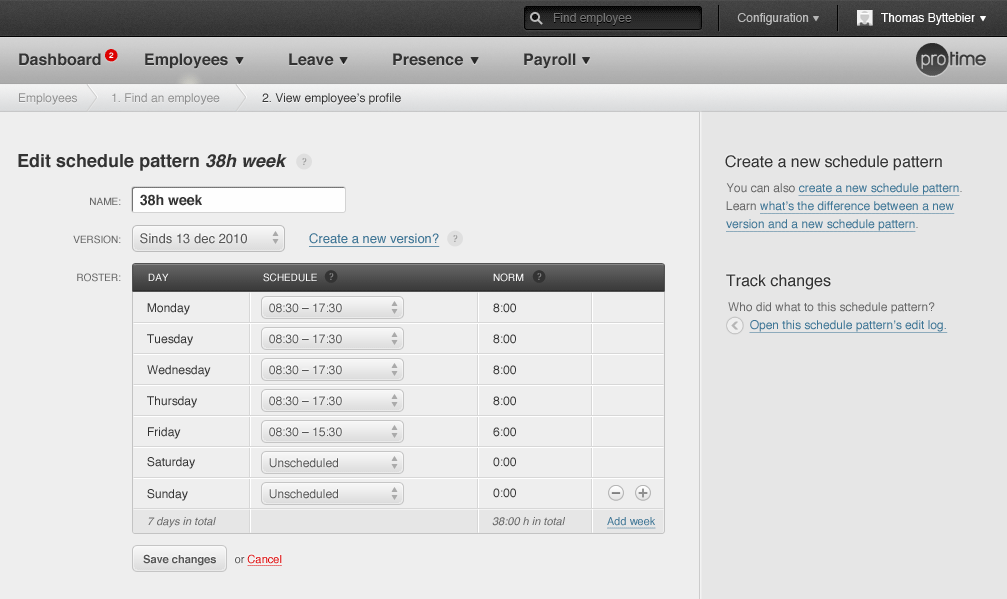 Find employee
Configuration ▾
Thomas Byttebier ▾
Dashboard 2
Employees ▼
Leave ▼
Presence ▼
Payroll ▼
protime
Employees
1. Find an employee
2. View employee's profile
Edit schedule pattern 38h week ?
NAME: 38h week
VERSION: Sinds 13 dec 2010 Create a new version? ?
ROSTER: DAY SCHEDULE ? NORM ?
Monday 08:30 – 17:30 8:00
Tuesday 08:30 – 17:30 8:00
Wednesday 08:30 – 17:30 8:00
Thursday 08:30 – 17:30 8:00
Friday 08:30 – 15:30 6:00
Saturday Unscheduled 0:00
Sunday Unscheduled 0:00
7 days in total 38:00 h in total Add week
Save changes or Cancel
Create a new schedule pattern
You can also create a new schedule pattern.
Learn what's the difference between a new
version and a new schedule pattern.
Track changes
Who did what to this schedule pattern?
Open this schedule pattern's edit log.